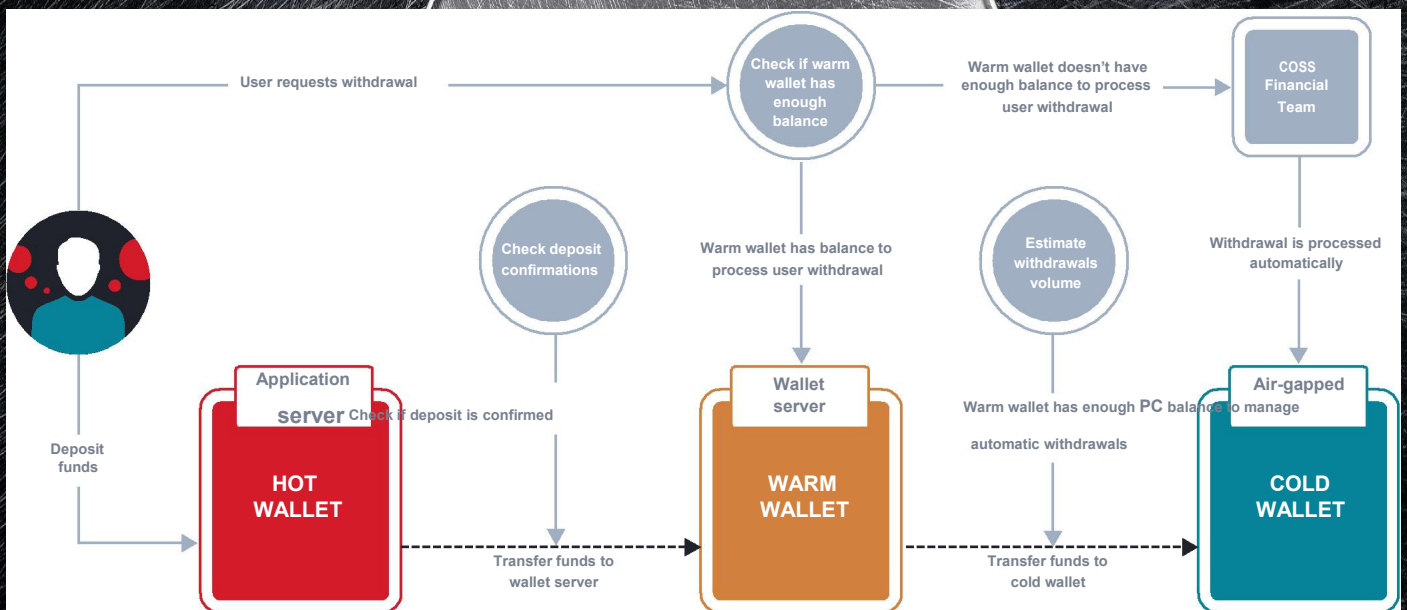 User requests withdrawal
Check if warm
wallet has
enough
balance
Warm wallet doesn't have
enough balance to process
user withdrawal
COSS
Financial
Team
Check deposit
confirmations
Warm wallet has balance to
process user withdrawal
Estimate
withdrawals
volume
Withdrawal is processed
automatically
Application
server Check if deposit is confirmed
Wallet
server
Air-gapped
Warm wallet has enough PC balance to manage
automatic withdrawals
Deposit
funds
HOT
WALLET
WARM
WALLET
COLD
WALLET
Transfer funds to
wallet server
Transfer funds to
cold wallet